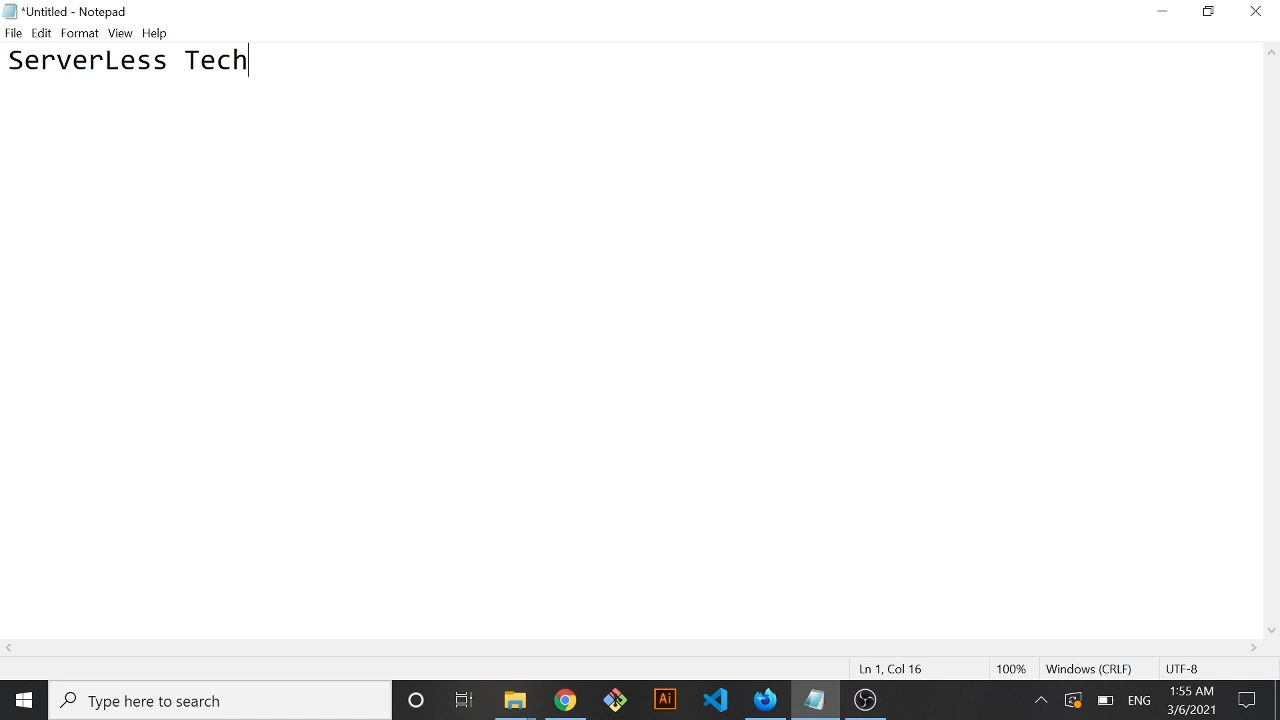 *Untitled - Notepad
File Edit Format View Help
ServerLess Tech
Ln 1, Col 16 100% Windows (CRLF) UTF-8
Type here to search Ai ENG 1:55 AM
3/6/2021